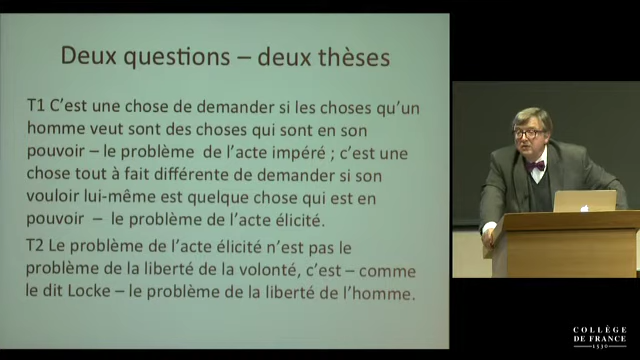 Deux questions – deux thèses
T1 C’est une chose de demander si les choses qu’un
homme veut sont des choses qui sont en son
pouvoir – le problème de l’acte impéré ; c’est une
chose tout à fait différente de demander si son
vouloir lui-même est quelque chose qui est en
pouvoir – le problème de l’acte élicité.
T2 Le problème de l’acte élicité n’est pas le
problème de la liberté de la volonté, c’est – comme
le dit Locke – le problème de la liberté de l’homme.
COLLÈGE
DE FRANCE
1530